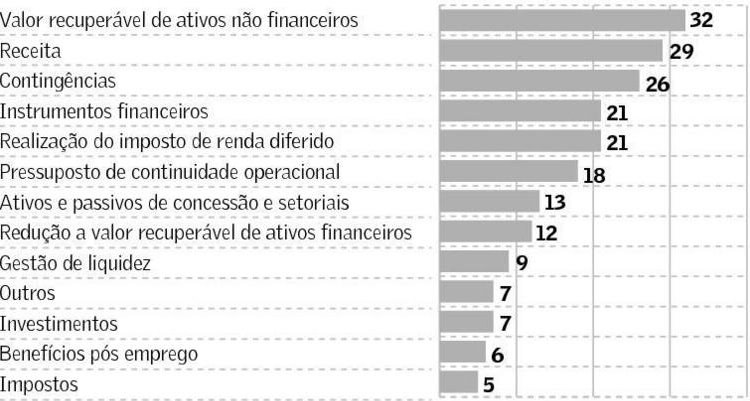 Valor recuperável de ativos não financeiros 32
Receita 29
Contingências 26
Instrumentos financeiros 21
Realização do imposto de renda diferido 21
Pressuposto de continuidade operacional 18
Ativos e passivos de concessão e setoriais 13
Redução a valor recuperável de ativos financeiros 12
Gestão de liquidez 9
Outros 7
Investimentos 7
Benefícios pós emprego 6
Impostos 5